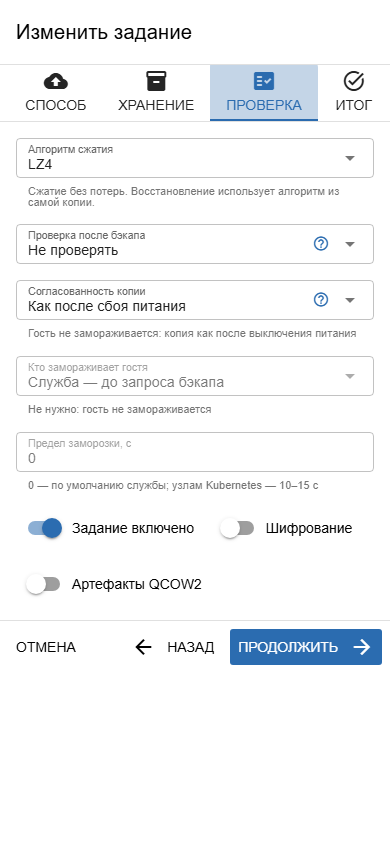 Изменить задание
СПОСОБ
ХРАНЕНИЕ
ПРОВЕРКА
ИТОГ
Алгоритм сжатия
LZ4
Сжатие без потерь. Восстановление использует алгоритм из
самой копии.
Проверка после бэкапа
Не проверять
Согласованность копии
Как после сбоя питания
Гость не замораживается: копия как после выключения питания
Кто замораживает гостя
Служба — до запроса бэкапа
Не нужно: гость не замораживается
Предел заморозки, с
0
0 — по умолчанию службы; узлам Kubernetes — 10–15 с
Задание включено
Шифрование
Артефакты QCOW2
ОТМЕНА
НАЗАД
ПРОДОЛЖИТЬ